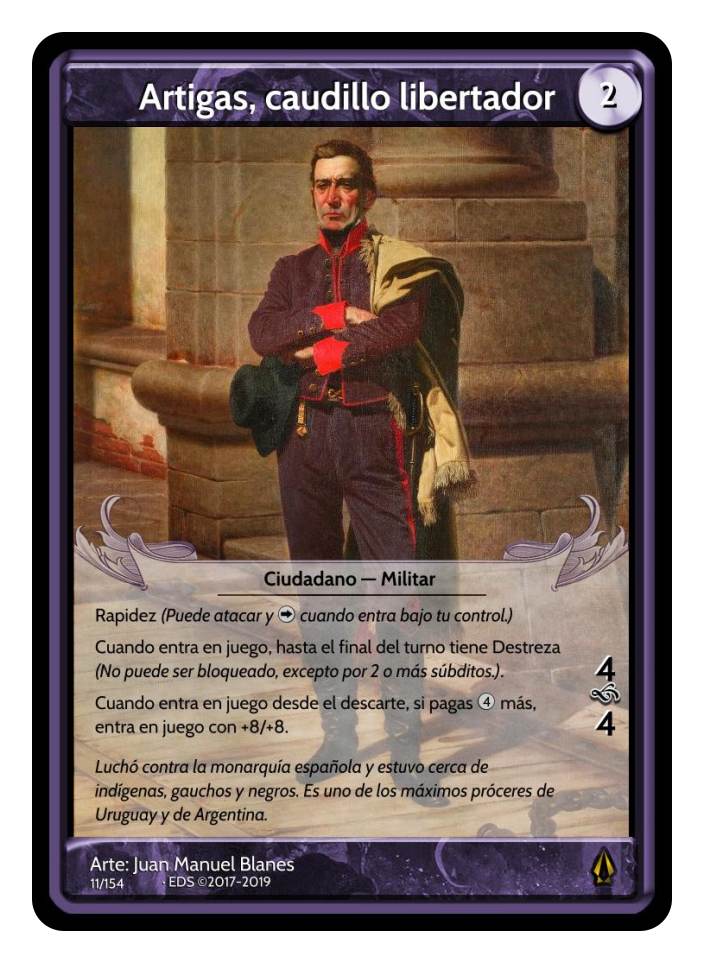 Artigas, caudillo libertador
2
Ciudadano — Militar
Rapidez (Puede atacar y cuando entra bajo tu control.)
Cuando entra en juego, hasta el final del turno tiene Destreza
(No puede ser bloqueado, excepto por 2 o más súbditos.).
Cuando entra en juego desde el descarte, si pagas 4 más,
entra en juego con +8/+8.
4
4
Luchó contra la monarquía española y estuvo cerca de
indígenas, gauchos y negros. Es uno de los máximos próceres de
Uruguay y de Argentina.
Arte: Juan Manuel Blanes
11/154 · EDS ©2017-2019